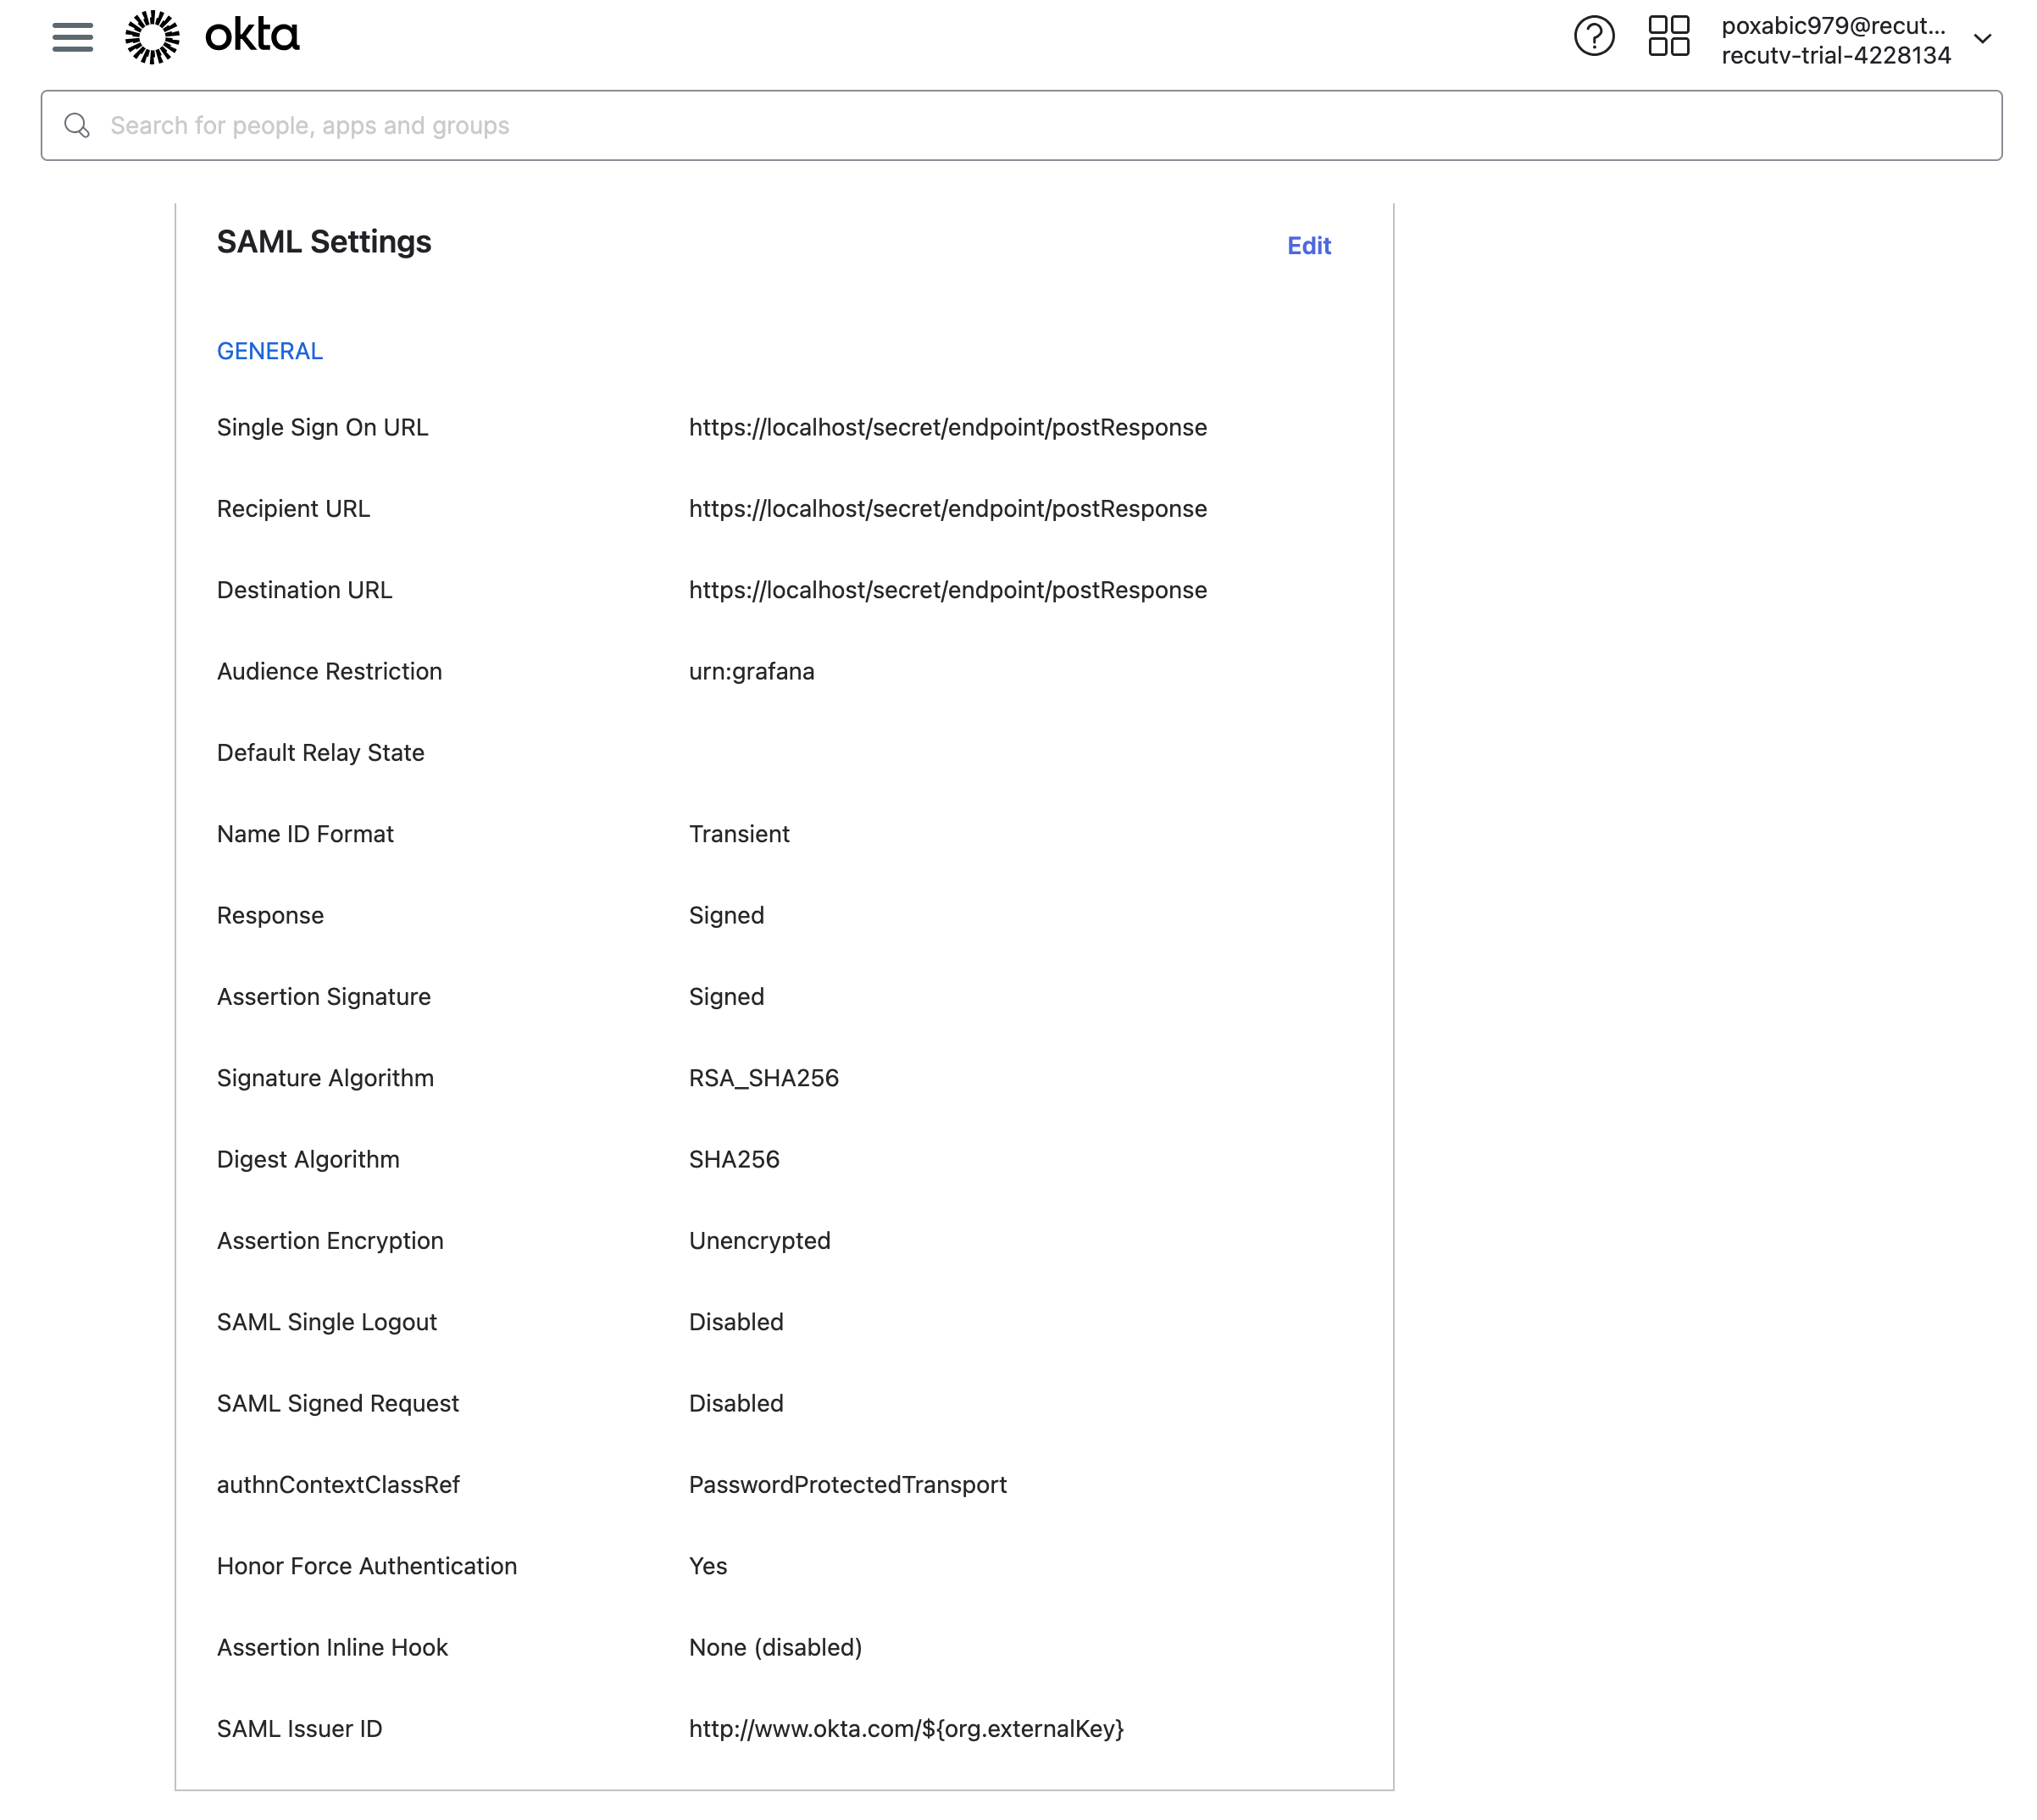 okta
poxabic979@recut...
recutv-trial-4228134
Search for people, apps and groups
SAML Settings
Edit
GENERAL
Single Sign On URL https://localhost/secret/endpoint/postResponse
Recipient URL https://localhost/secret/endpoint/postResponse
Destination URL https://localhost/secret/endpoint/postResponse
Audience Restriction urn:grafana
Default Relay State
Name ID Format Transient
Response Signed
Assertion Signature Signed
Signature Algorithm RSA_SHA256
Digest Algorithm SHA256
Assertion Encryption Unencrypted
SAML Single Logout Disabled
SAML Signed Request Disabled
authnContextClassRef PasswordProtectedTransport
Honor Force Authentication Yes
Assertion Inline Hook None (disabled)
SAML Issuer ID http://www.okta.com/${org.externalKey}